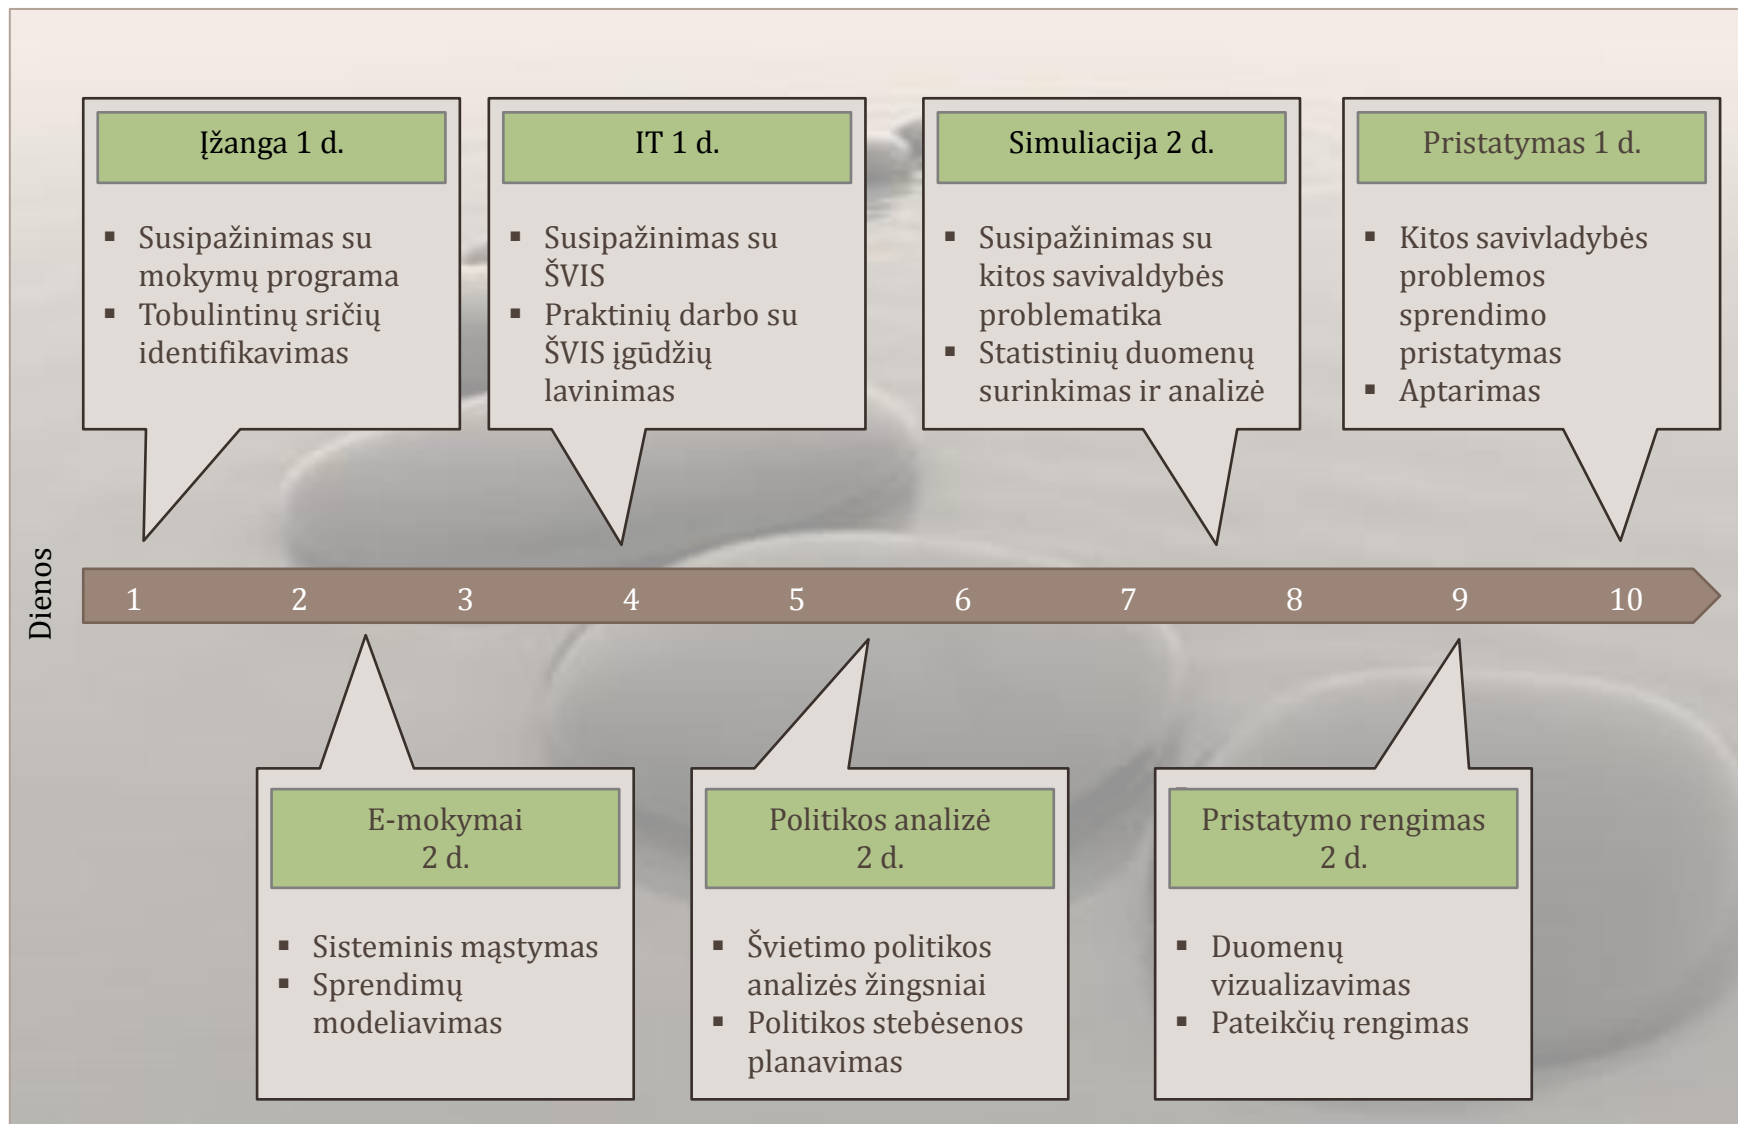 Įžanga 1 d.
▪ Susipažinimas su
mokymų programa
▪ Tobulintinų sričių
identifikavimas
IT 1 d.
▪ Susipažinimas su
ŠVIS
▪ Praktinių darbo su
ŠVIS įgūdžių
lavinimas
Simuliacija 2 d.
▪ Susipažinimas su
kitos savivaldybės
problematika
▪ Statistinių duomenų
surinkimas ir analizė
Pristatymas 1 d.
▪ Kitos savivladybės
problemos
sprendimo
pristatymas
▪ Aptarimas
Dienos
1 2 3 4 5 6 7 8 9 10
E-mokymai
2 d.
▪ Sisteminis mąstymas
▪ Sprendimų
modeliavimas
Politikos analizė
2 d.
▪ Švietimo politikos
analizės žingsniai
▪ Politikos stebėsenos
planavimas
Pristatymo rengimas
2 d.
▪ Duomenų
vizualizavimas
▪ Pateikčių rengimas